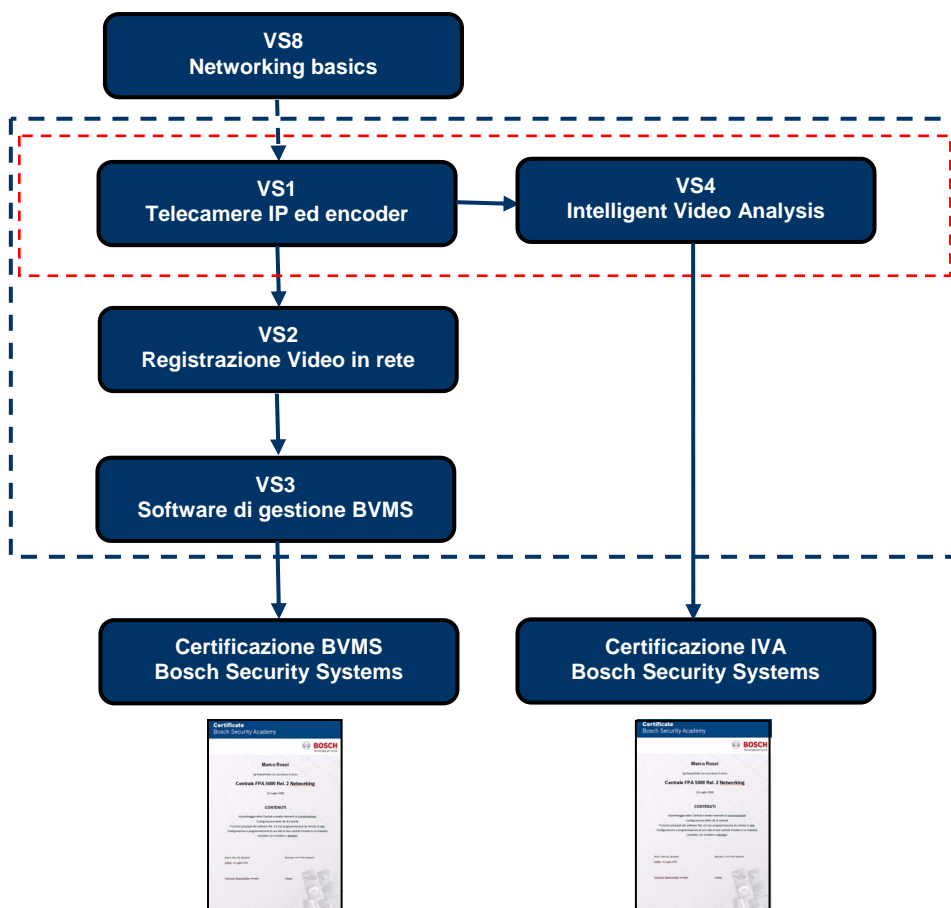 VS8
Networking basics
VS1
Telecamere IP ed encoder
VS4
Intelligent Video Analysis
VS2
Registrazione Video in rete
VS3
Software di gestione BVMS
Certificazione BVMS
Bosch Security Systems
Certificazione IVA
Bosch Security Systems
Certificate
Bosch Security Academy
BOSCH
Marco Rossi
Centrale FPA 5000 Rel. 2 Networking
CONTENUTI
Certificate
Bosch Security Academy
BOSCH
Marco Rossi
Centrale FPA 5000 Rel. 2 Networking
CONTENUTI